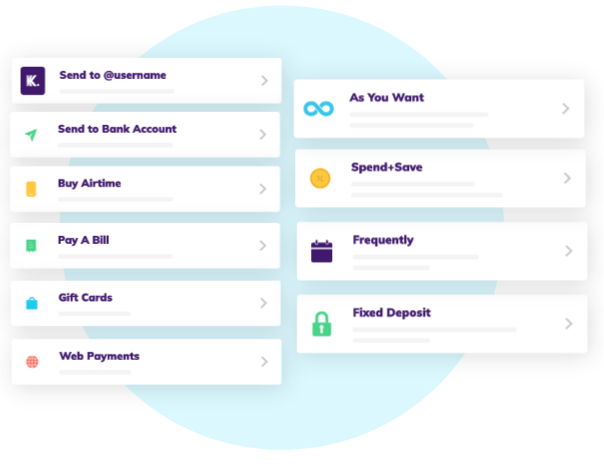 K.
Send to @username
Send to Bank Account
Buy Airtime
Pay A Bill
Gift Cards
Web Payments
As You Want
Spend+Save
Frequently
Fixed Deposit